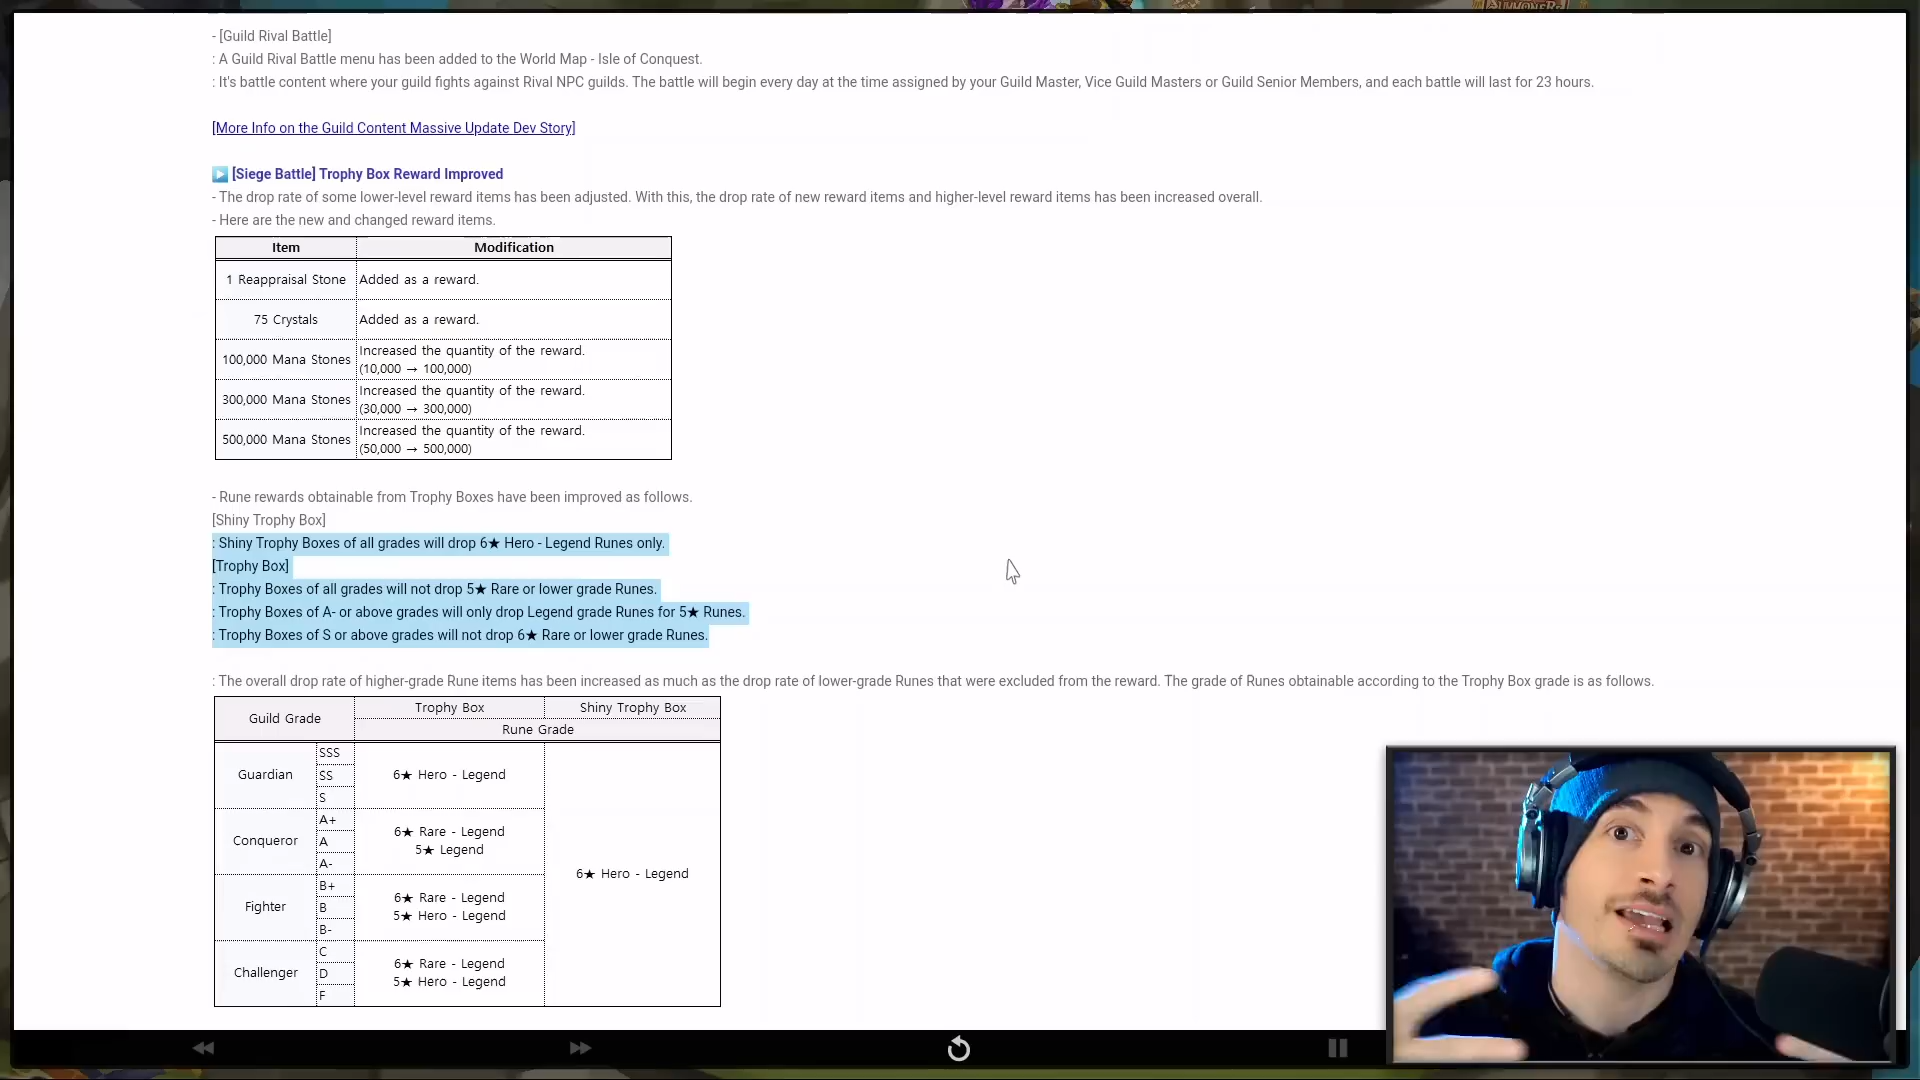 - [Guild Rival Battle]
: A Guild Rival Battle menu has been added to the World Map - Isle of Conquest.
: It's battle content where your guild fights against Rival NPC guilds. The battle will begin every day at the time assigned by your Guild Master, Vice Guild Masters or Guild Senior Members, and each battle will last for 23 hours.
[More Info on the Guild Content Massive Update Dev Story]
[Siege Battle] Trophy Box Reward Improved
- The drop rate of some lower-level reward items has been adjusted. With this, the drop rate of new reward items and higher-level reward items has been increased overall.
- Here are the new and changed reward items.
Item Modification
1 Reappraisal Stone Added as a reward.
75 Crystals Added as a reward.
100,000 Mana Stones Increased the quantity of the reward.
(10,000 → 100,000)
300,000 Mana Stones Increased the quantity of the reward.
(30,000 → 300,000)
500,000 Mana Stones Increased the quantity of the reward.
(50,000 → 500,000)
- Rune rewards obtainable from Trophy Boxes have been improved as follows.
[Shiny Trophy Box]
: Shiny Trophy Boxes of all grades will drop 6★ Hero - Legend Runes only.
[Trophy Box]
: Trophy Boxes of all grades will not drop 5★ Rare or lower grade Runes.
: Trophy Boxes of A- or above grades will only drop Legend grade Runes for 5★ Runes.
: Trophy Boxes of S or above grades will not drop 6★ Rare or lower grade Runes.
: The overall drop rate of higher-grade Rune items has been increased as much as the drop rate of lower-grade Runes that were excluded from the reward. The grade of Runes obtainable according to the Trophy Box grade is as follows.
Guild Grade Trophy Box Shiny Trophy Box
Rune Grade
SSS
Guardian SS 6★ Hero - Legend
S
A+
Conqueror A 6★ Rare - Legend
5★ Legend
A-
6★ Hero - Legend
B+
Fighter B 6★ Rare - Legend
5★ Hero - Legend
B-
C
Challenger D 6★ Rare - Legend
5★ Hero - Legend
F